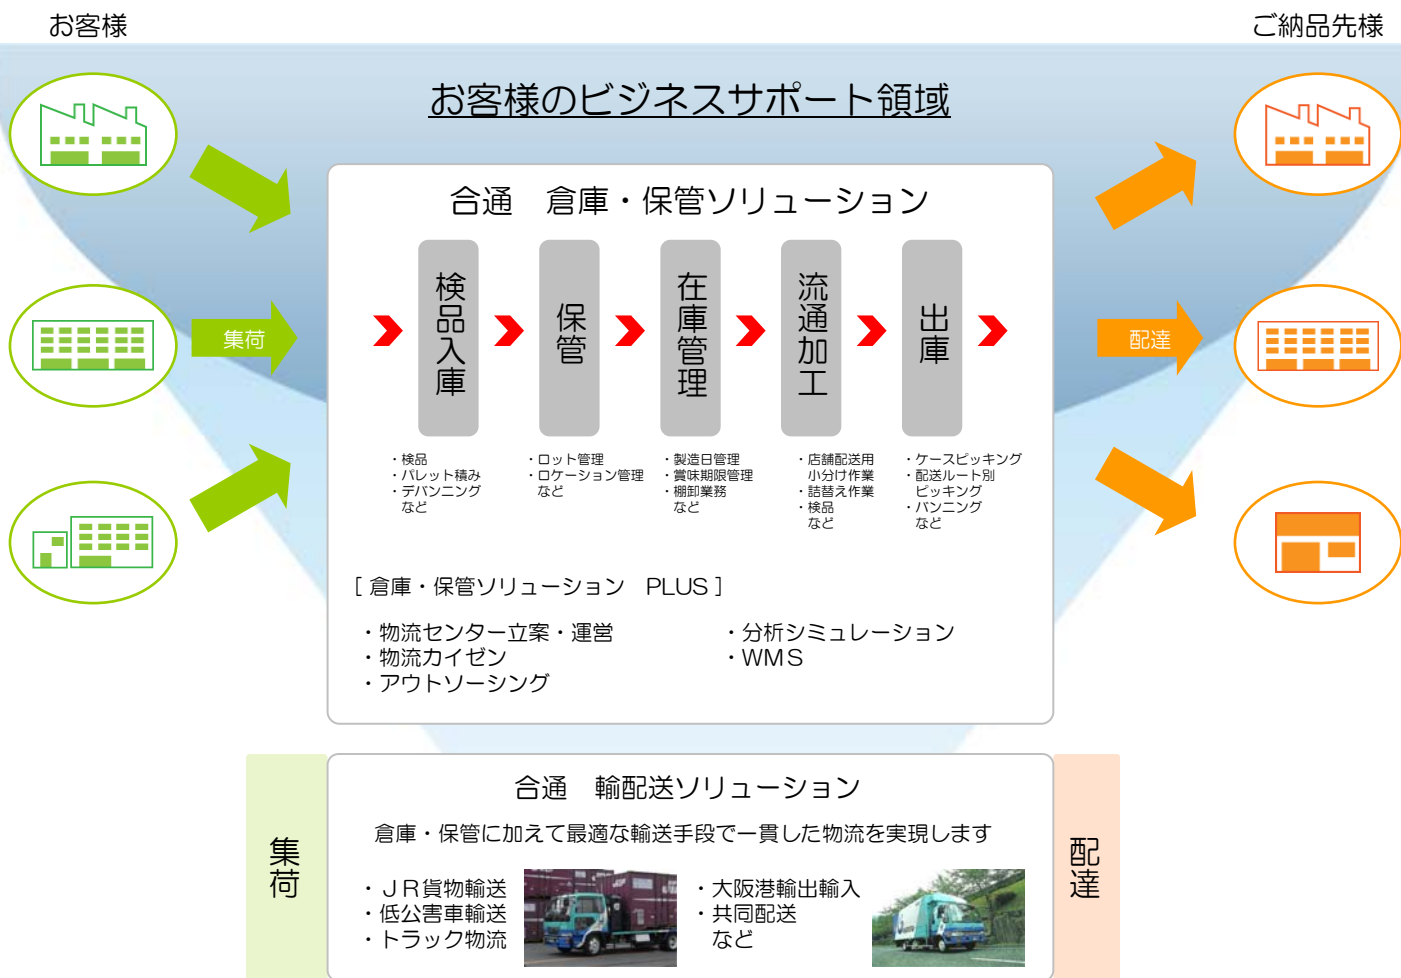 お客様
ご納品先様
お客様のビジネスサポート領域
合通　倉庫・保管ソリューション
集荷
検品入庫
保管
在庫管理
流通加工
出庫
配達
・検品
・パレット積み
・デバンニング
など
・ロット管理
・ロケーション管理
など
・製造日管理
・賞味期限管理
・棚卸業務
など
・店舗配送用
小分け作業
・詰替え作業
・検品
など
・ケースピッキング
・配送ルート別
ピッキング
・バンニング
など
[ 倉庫・保管ソリューション　PLUS ]
・物流センター立案・運営
・物流カイゼン
・アウトソーシング
・分析シミュレーション
・WMS
集荷
合通　輸配送ソリューション
倉庫・保管に加えて最適な輸送手段で一貫した物流を実現します
・ＪＲ貨物輸送
・低公害車輸送
・トラック物流
・大阪港輸出輸入
・共同配送
など
配達